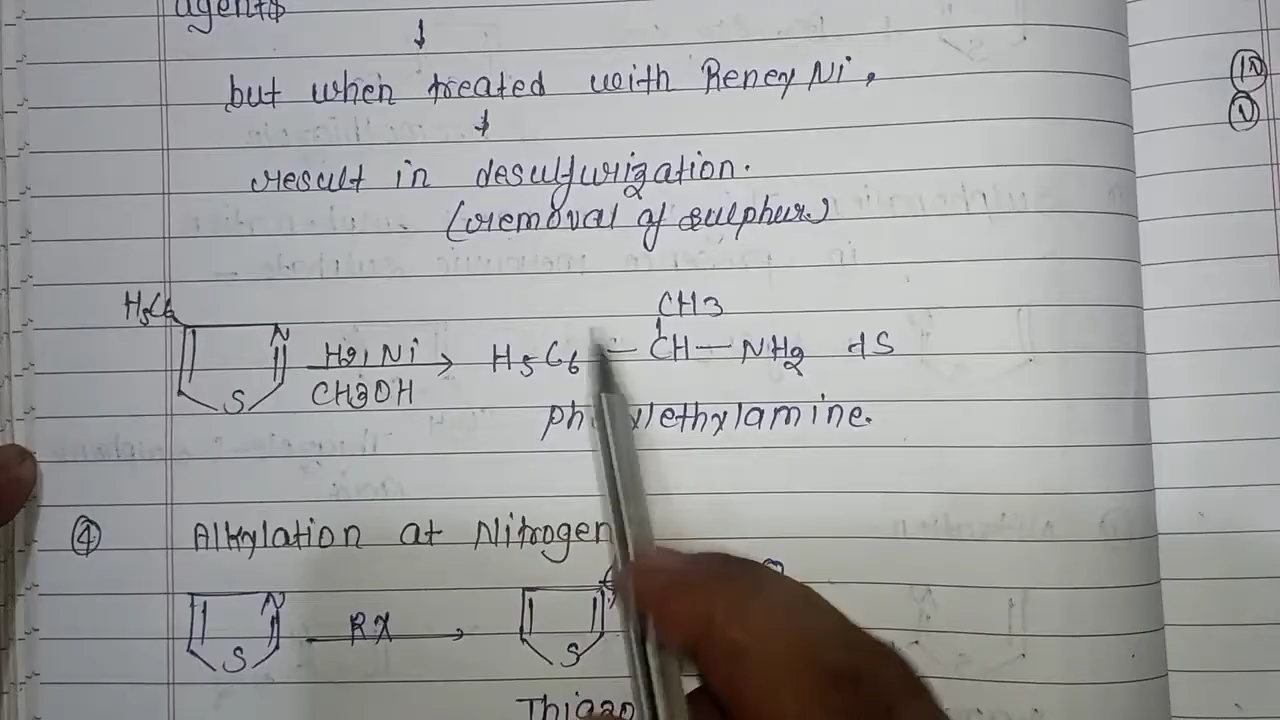 agents
↓
but when treated with Reney Ni,
↓
result in desulfurization.
(removal of sulphur)
H5C6 N S H2, Ni CH3OH → H5C6 — CH — NH2 + S
CH3
④ Alkylation at Nitrogen
N S RX → S